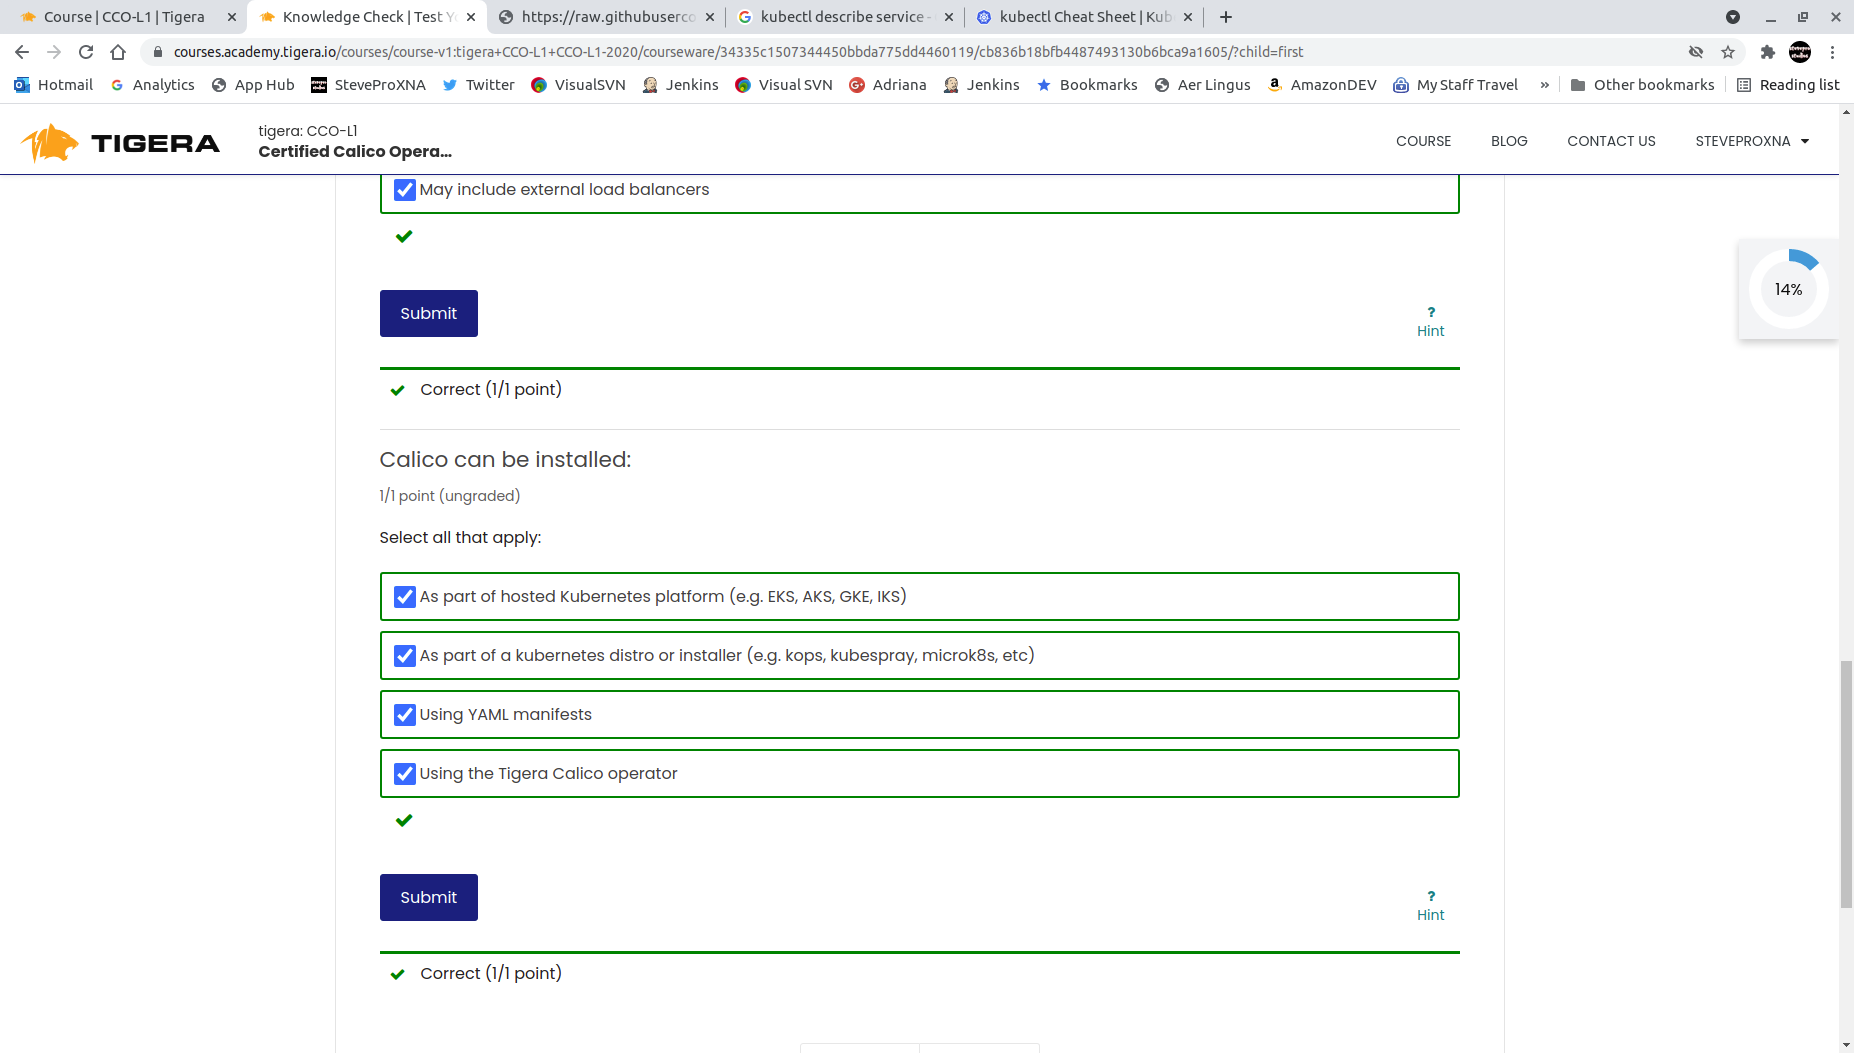 Course | CCO-L1 | Tigera
Knowledge Check | Test Yo
https://raw.githubuserco
kubectl describe service -
kubectl Cheat Sheet | Kub
courses.academy.tigera.io/courses/course-v1:tigera+CCO-L1+CCO-L1-2020/courseware/34335c1507344450bbda775dd4460119/cb836b18bfb4487493130b6bca9a1605/?child=first
Hotmail
Analytics
App Hub
SteveProXNA
Twitter
VisualSVN
Jenkins
Visual SVN
Adriana
Jenkins
Bookmarks
Aer Lingus
AmazonDEV
My Staff Travel
»
Other bookmarks
Reading list
TIGERA
tigera: CCO-L1
Certified Calico Opera...
COURSE
BLOG
CONTACT US
STEVEPROXNA
May include external load balancers
14%
Submit
?
Hint
Correct (1/1 point)
Calico can be installed:
1/1 point (ungraded)
Select all that apply:
As part of hosted Kubernetes platform (e.g. EKS, AKS, GKE, IKS)
As part of a kubernetes distro or installer (e.g. kops, kubespray, microk8s, etc)
Using YAML manifests
Using the Tigera Calico operator
Submit
?
Hint
Correct (1/1 point)